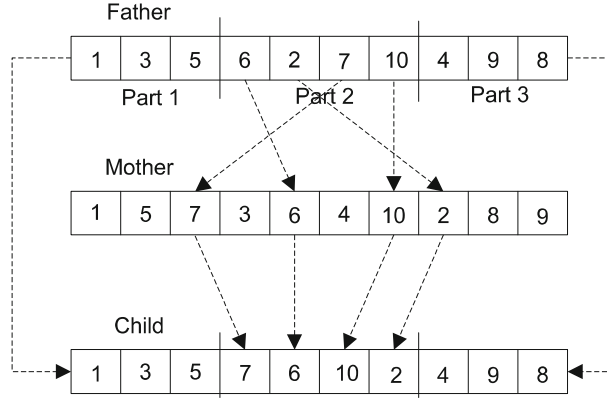 Father
1 3 5 6 2 7 10 4 9 8
Part 1 Part 2 Part 3
Mother
1 5 7 3 6 4 10 2 8 9
Child
1 3 5 7 6 10 2 4 9 8